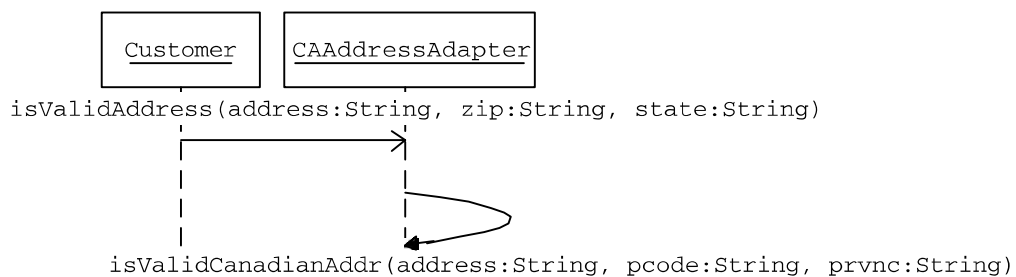 Customer CAAddressAdapter
isValidAddress(address:String, zip:String, state:String)
isValidCanadianAddr(address:String, pcode:String, prvnc:String)